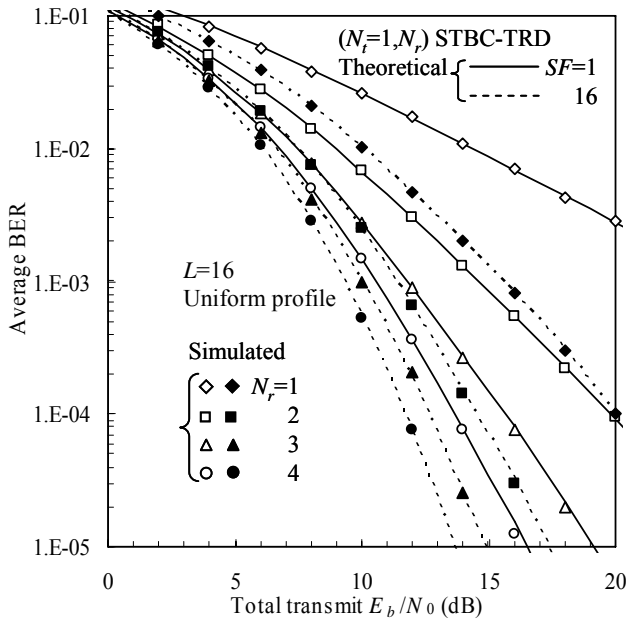 1.E-01
1.E-02
1.E-03
1.E-04
1.E-05
Average BER
(Nt=1,Nr) STBC-TRD
Theoretical
SF=1
16
L=16
Uniform profile
Simulated
Nr=1
2
3
4
0 5 10 15 20
Total transmit Eb/N0 (dB)